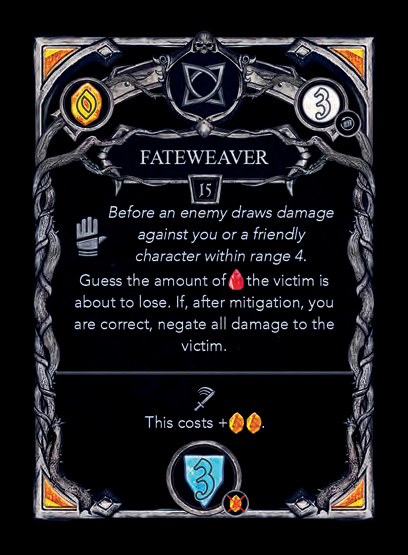 0
3
FATEWEAVER
15
Before an enemy draws damage
against you or a friendly
character within range 4.
Guess the amount of the victim is
about to lose. If, after mitigation, you
are correct, negate all damage to the
victim.
This costs + .
3